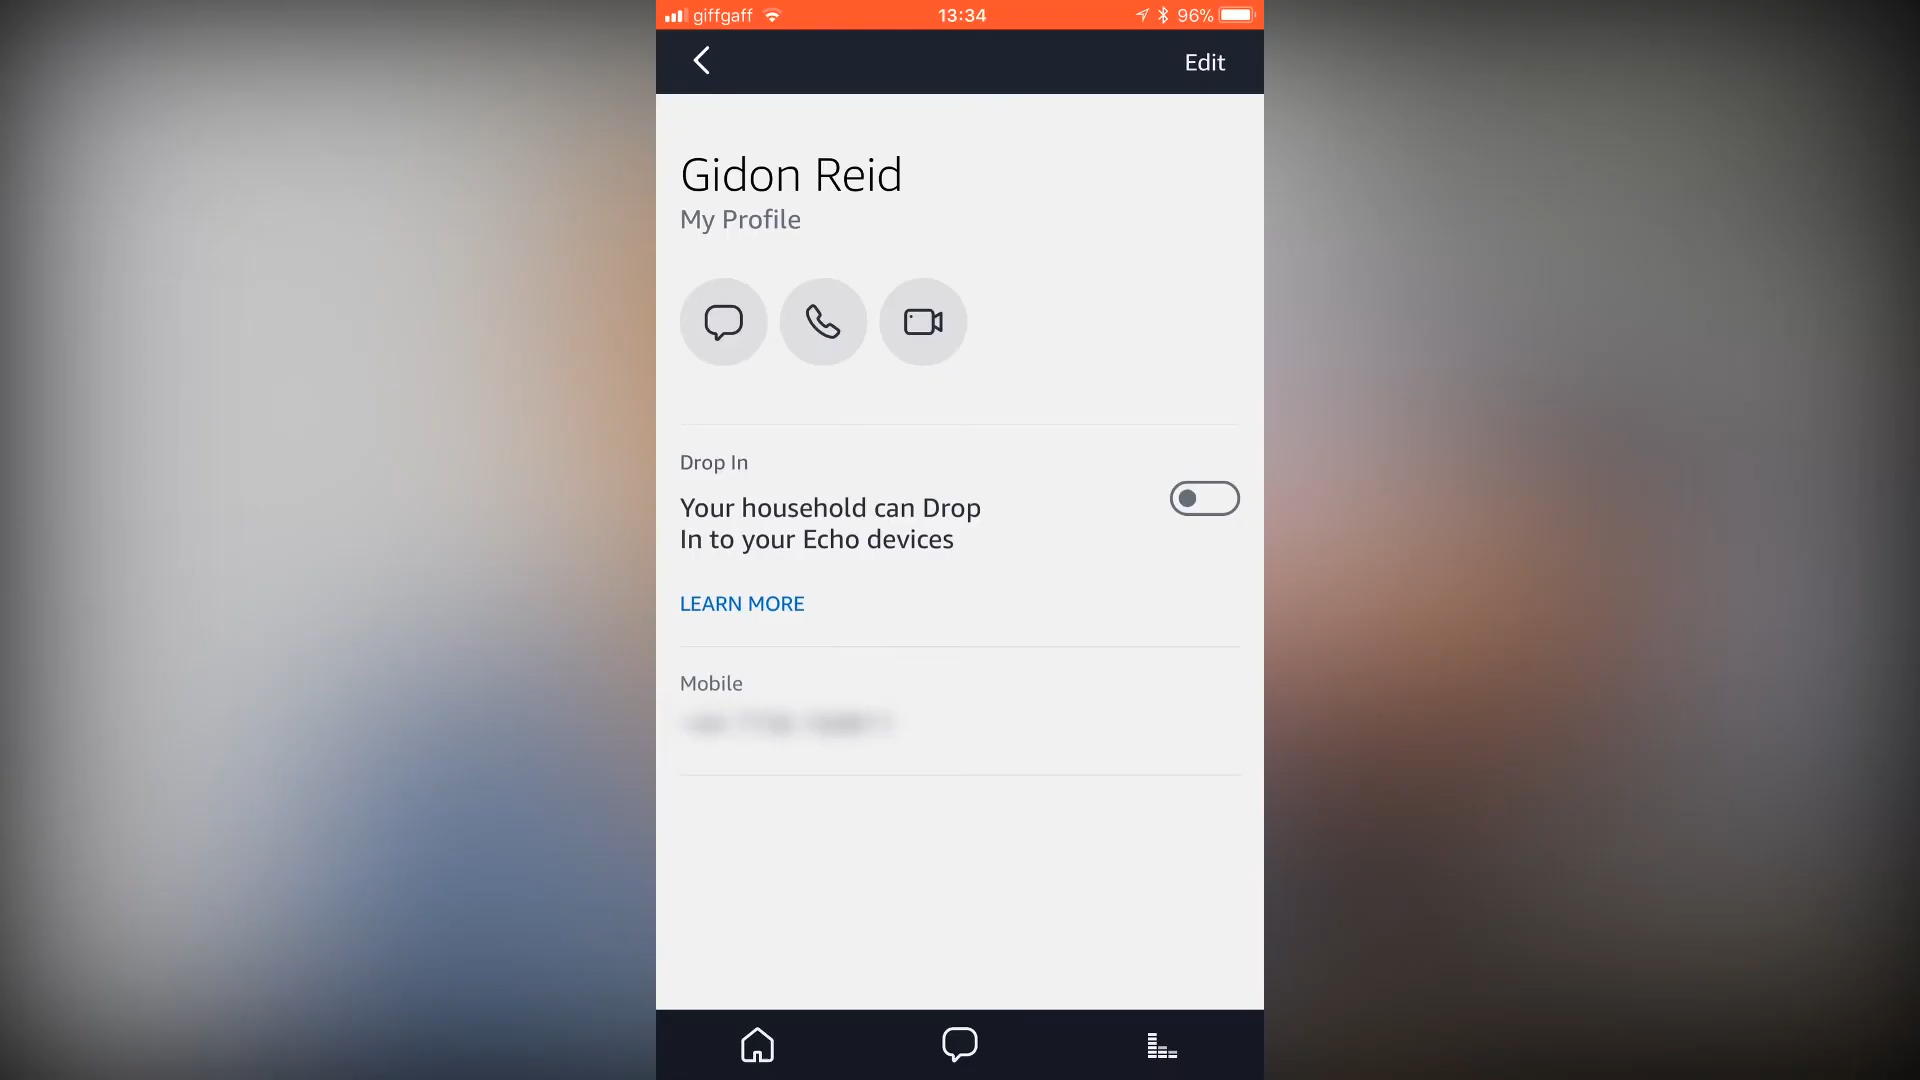 giffgaff 13:34 96%
Edit
Gidon Reid
My Profile
Drop In
Your household can Drop
In to your Echo devices
LEARN MORE
Mobile